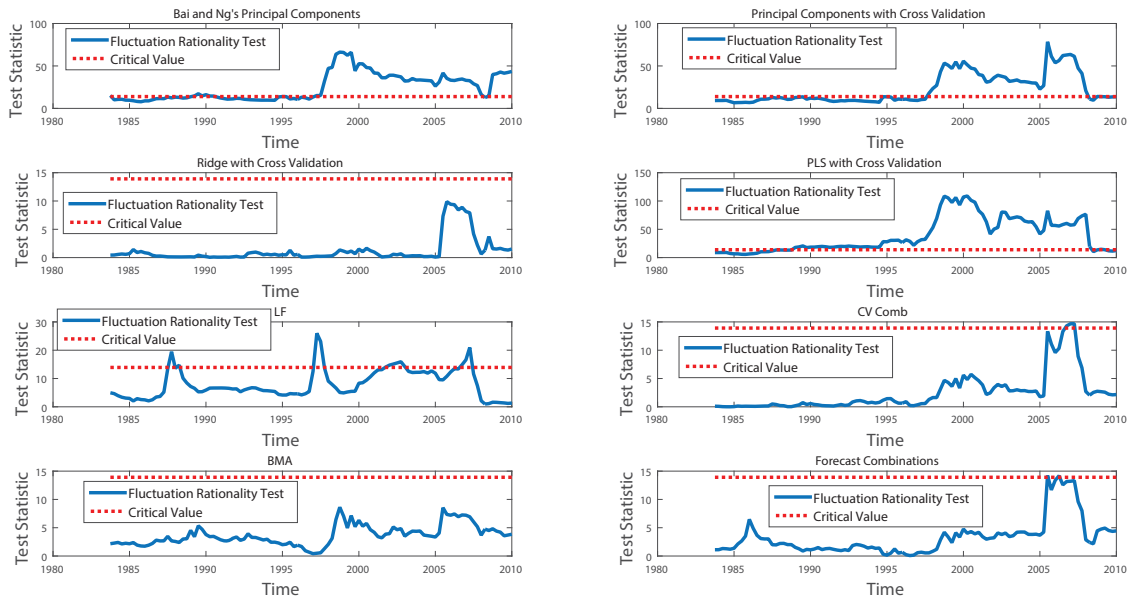 Bai and Ng's Principal Components
Test Statistic
100
50
0
Fluctuation Rationality Test
Critical Value
1980 1985 1990 1995 2000 2005 2010
Time
Principal Components with Cross Validation
Test Statistic
100
50
0
Fluctuation Rationality Test
Critical Value
1980 1985 1990 1995 2000 2005 2010
Time
Ridge with Cross Validation
Test Statistic
15
10
5
0
Fluctuation Rationality Test
Critical Value
1980 1985 1990 1995 2000 2005 2010
Time
PLS with Cross Validation
Test Statistic
150
100
50
0
Fluctuation Rationality Test
Critical Value
1980 1985 1990 1995 2000 2005 2010
Time
LF
Test Statistic
30
20
10
0
Fluctuation Rationality Test
Critical Value
1980 1985 1990 1995 2000 2005 2010
Time
CV Comb
Test Statistic
15
10
5
0
Fluctuation Rationality Test
Critical Value
1980 1985 1990 1995 2000 2005 2010
Time
BMA
Test Statistic
15
10
5
0
Fluctuation Rationality Test
Critical Value
1980 1985 1990 1995 2000 2005 2010
Time
Forecast Combinations
Test Statistic
15
10
5
0
Fluctuation Rationality Test
Critical Value
1980 1985 1990 1995 2000 2005 2010
Time